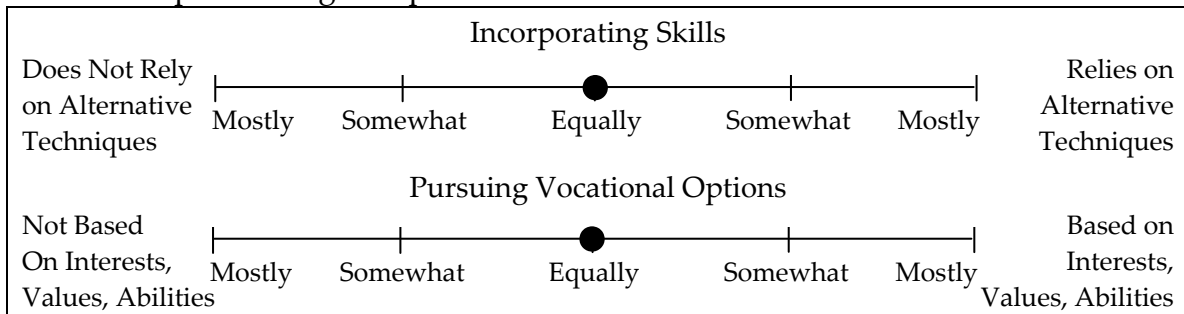 Incorporating Skills
Does Not Rely
on Alternative
Techniques
Mostly Somewhat Equally Somewhat Mostly
Relies on
Alternative
Techniques
Pursuing Vocational Options
Not Based
On Interests,
Values, Abilities
Mostly Somewhat Equally Somewhat Mostly
Based on
Interests,
Values, Abilities